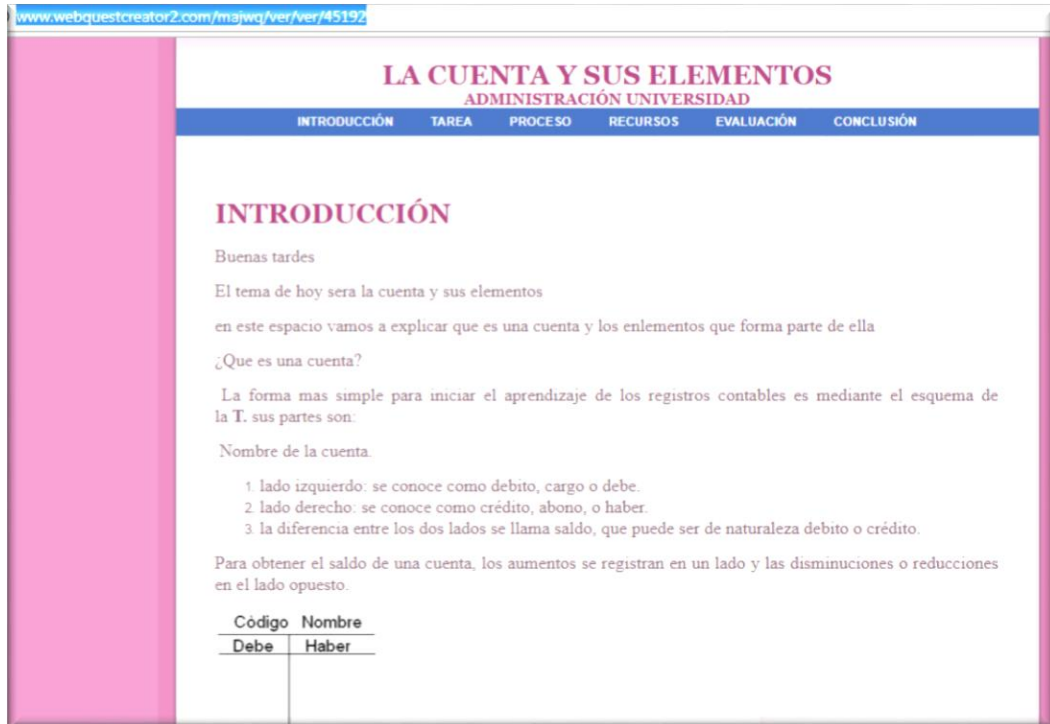 www.webquestcreator2.com/majwq/ver/ver/45192
LA CUENTA Y SUS ELEMENTOS
ADMINISTRACIÓN UNIVERSIDAD
INTRODUCCIÓN TAREA PROCESO RECURSOS EVALUACIÓN CONCLUSIÓN
INTRODUCCIÓN
Buenas tardes
El tema de hoy sera la cuenta y sus elementos
en este espacio vamos a explicar que es una cuenta y los enlementos que forma parte de ella
¿Que es una cuenta?
La forma mas simple para iniciar el aprendizaje de los registros contables es mediante el esquema de
la T. sus partes son:
Nombre de la cuenta.
1. lado izquierdo: se conoce como debito, cargo o debe.
2. lado derecho: se conoce como crédito, abono, o haber.
3. la diferencia entre los dos lados se llama saldo, que puede ser de naturaleza debito o crédito.
Para obtener el saldo de una cuenta, los aumentos se registran en un lado y las disminuciones o reducciones
en el lado opuesto.
Código Nombre
Debe Haber